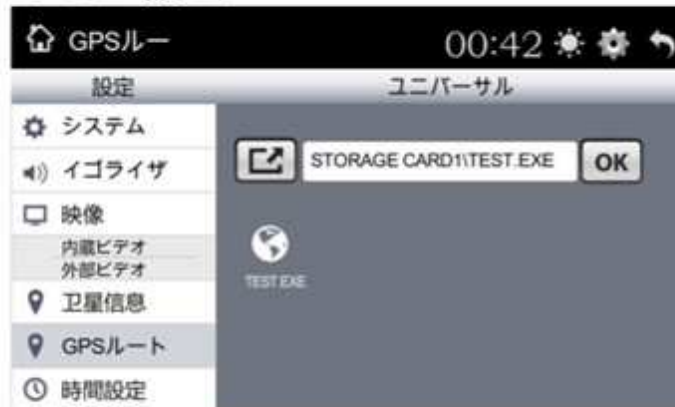 GPSルー
00:42
設定
ユニバーサル
システム
イゴライザ
映像
内蔵ビデオ
外部ビデオ
卫星信息
GPSルート
時間設定
STORAGE CARD1\TEST.EXE
OK
TEST.EXE